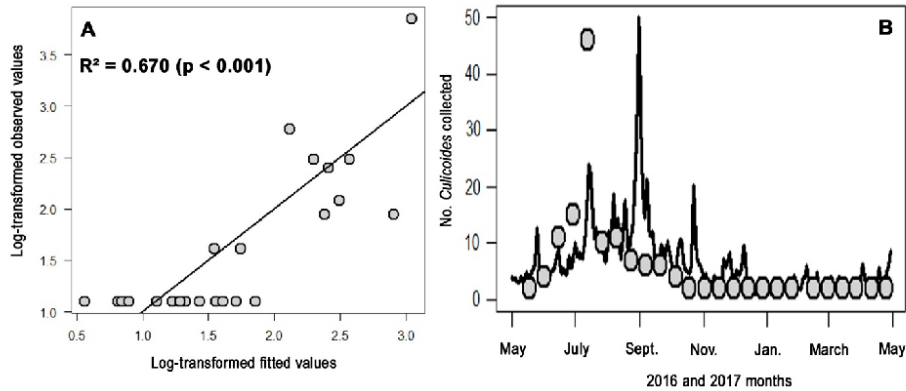 A
R² = 0.670 (p < 0.001)
Log-transformed observed values
3.5
3.0
2.5
2.0
1.5
1.0
0.5 1.0 1.5 2.0 2.5 3.0
Log-transformed fitted values
B
No. Culicoides collected
50
40
30
20
10
0
May July Sept. Nov. Jan. March May
2016 and 2017 months